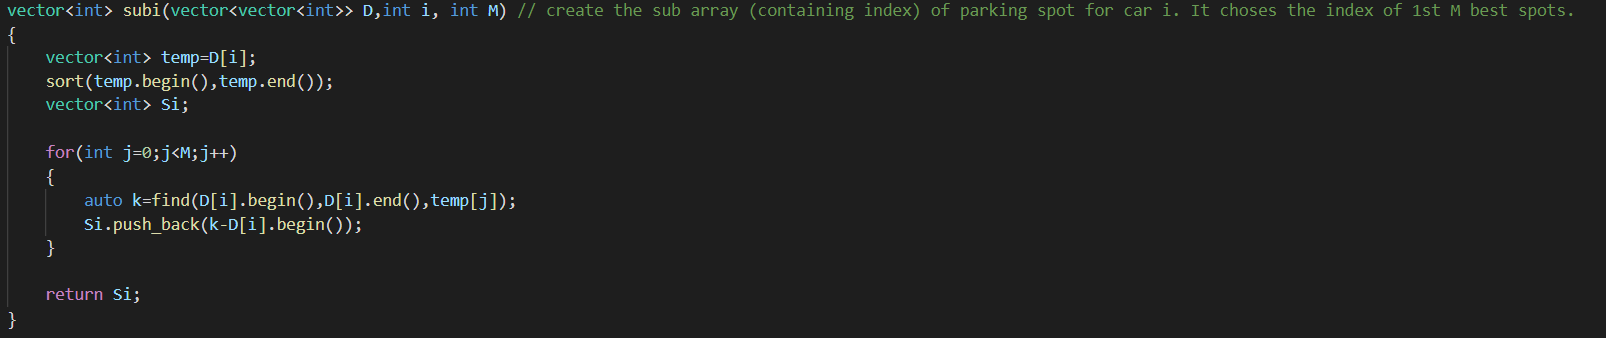 vector<int> subi(vector<vector<int>> D,int i, int M) // create the sub array (containing index) of parking spot for car i. It choses the index of 1st M best spots.
{
    vector<int> temp=D[i];
    sort(temp.begin(),temp.end());
    vector<int> Si;

    for(int j=0;j<M;j++)
    {
        auto k=find(D[i].begin(),D[i].end(),temp[j]);
        Si.push_back(k-D[i].begin());
    }

    return Si;
}